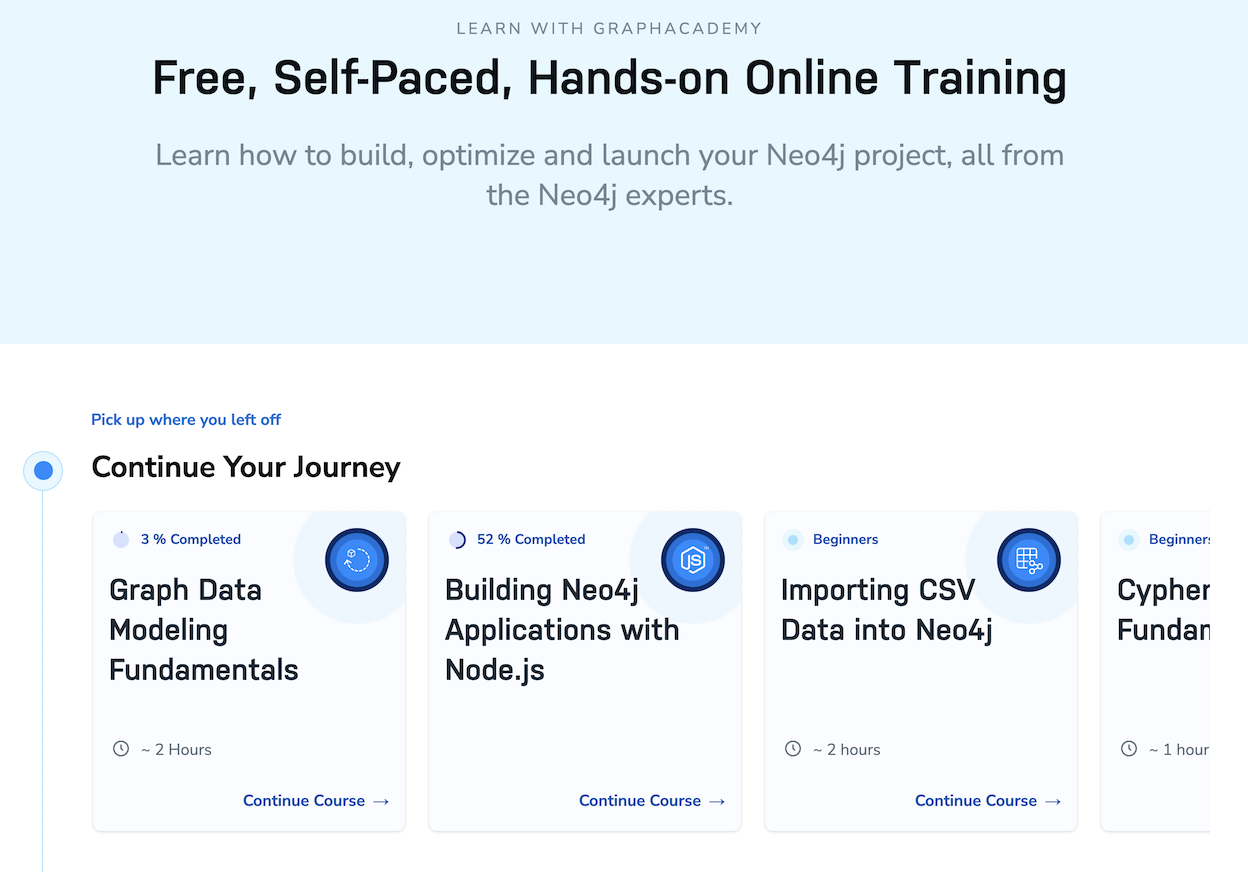 LEARN WITH GRAPHACADEMY
Free, Self-Paced, Hands-on Online Training
Learn how to build, optimize and launch your Neo4j project, all from
the Neo4j experts.
Pick up where you left off
Continue Your Journey
3 % Completed
Graph Data
Modeling
Fundamentals
~ 2 Hours
Continue Course →
52 % Completed
JS
Building Neo4j
Applications with
Node.js
Continue Course →
Beginners
Importing CSV
Data into Neo4j
~ 2 hours
Continue Course →
Beginners
Cypher
Fundam
~ 1 hour